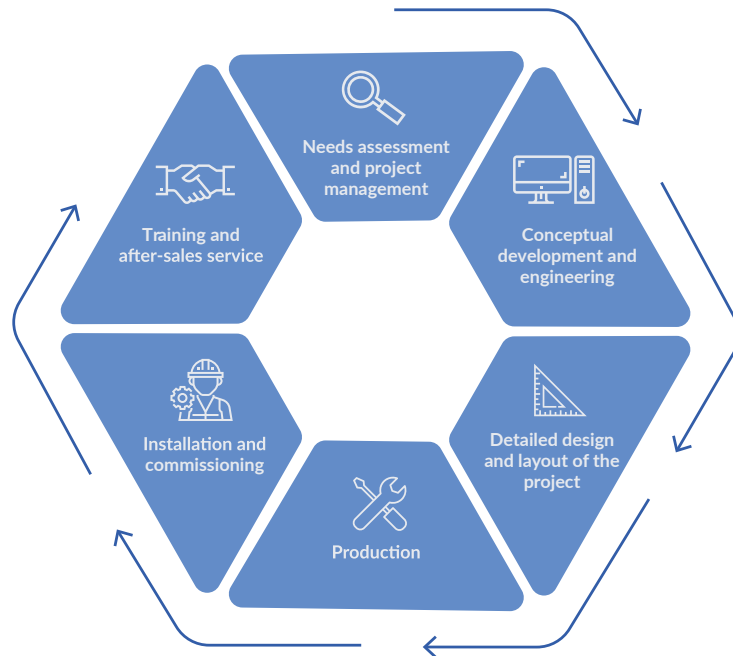 Needs assessment
and project
management
Conceptual
development and
engineering
Detailed design
and layout of the
project
Production
Installation and
commissioning
Training and
after-sales service